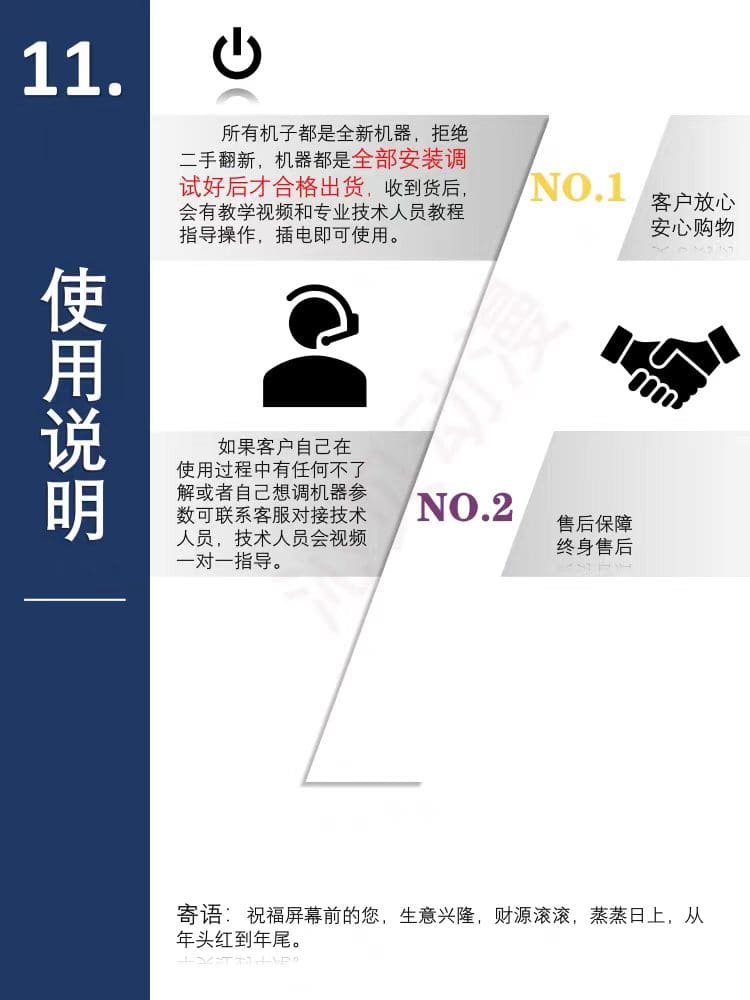 11.
使用说明
所有机子都是全新机器，拒绝
二手翻新，机器都是全部安装调
试好后才合格出货，收到货后，
会有教学视频和专业技术人员教程
指导操作，插电即可使用。
NO.1
客户放心
安心购物
如果客户自己在
使用过程中有任何不了
解或者自己想调机器参
数可联系客服对接技术
人员，技术人员会视频
一对一指导。
NO.2
售后保障
终身售后
寄语：祝福屏幕前的您，生意兴隆，财源滚滚，蒸蒸日上，从
年头红到年尾。